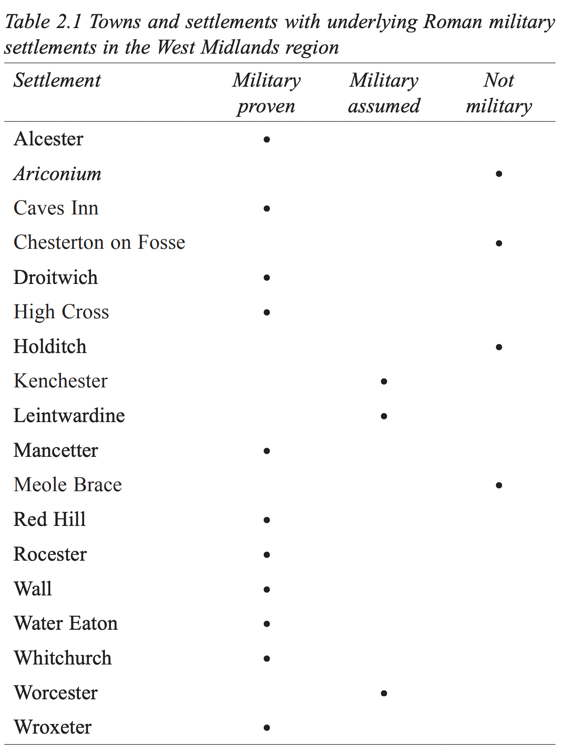 Table 2.1 Towns and settlements with underlying Roman military
settlements in the West Midlands region
Settlement Military proven Military assumed Not military
Alcester •
Ariconium •
Caves Inn •
Chesterton on Fosse •
Droitwich •
High Cross •
Holditch •
Kenchester •
Leintwardine •
Mancetter •
Meole Brace •
Red Hill •
Rocester •
Wall •
Water Eaton •
Whitchurch •
Worcester •
Wroxeter •